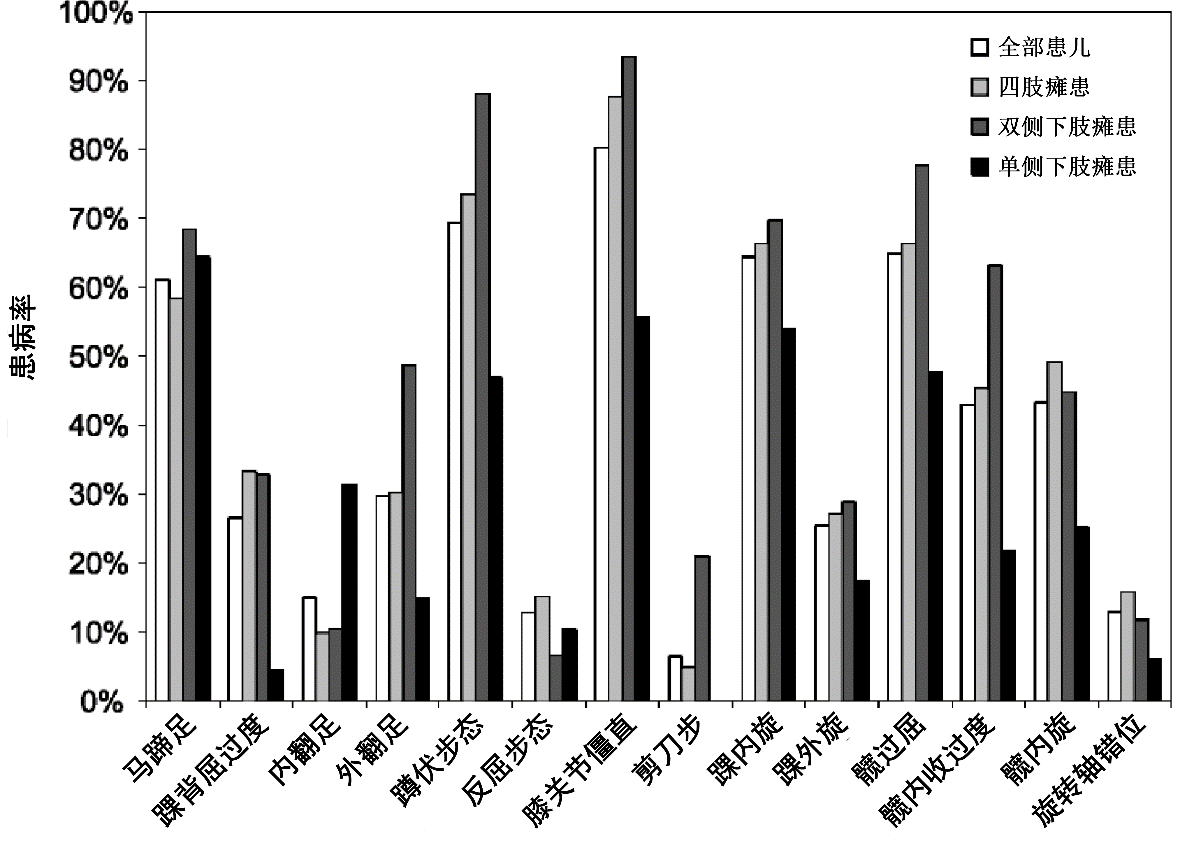 100%
90%
80%
70%
60%
50%
40%
30%
20%
10%
0%
患病率
全部患儿
四肢瘫患
双侧下肢瘫患
单侧下肢瘫患
马蹄足
踝背屈过度
内翻足
外翻足
蹲伏步态
反屈步态
膝关节僵直
剪刀步
踝内旋
踝外旋
髋过屈
髋内收过度
髋内旋
旋转轴错位